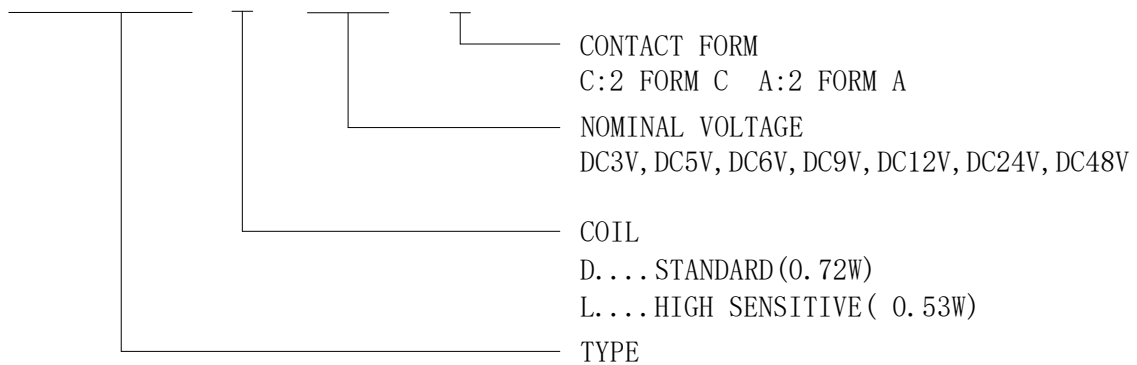 CONTACT FORM
C:2 FORM C  A:2 FORM A
NOMINAL VOLTAGE
DC3V,DC5V,DC6V,DC9V,DC12V,DC24V,DC48V
COIL
D....STANDARD(0.72W)
L....HIGH SENSITIVE( 0.53W)
TYPE